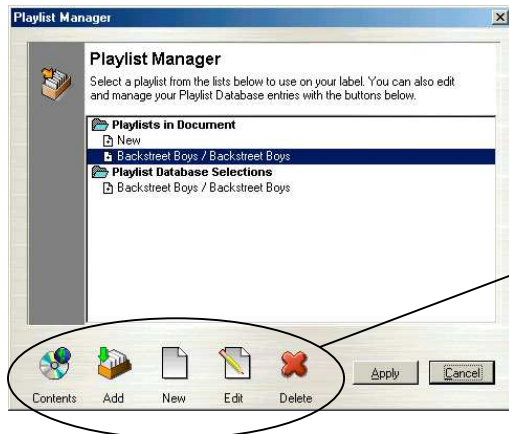 Playlist Manager
Playlist Manager
Select a playlist from the lists below to use on your label. You can also edit
and manage your Playlist Database entries with the buttons below.
Playlists in Document
New
Backstreet Boys / Backstreet Boys
Playlist Database Selections
Backstreet Boys / Backstreet Boys
Contents Add New Edit Delete Apply Cancel